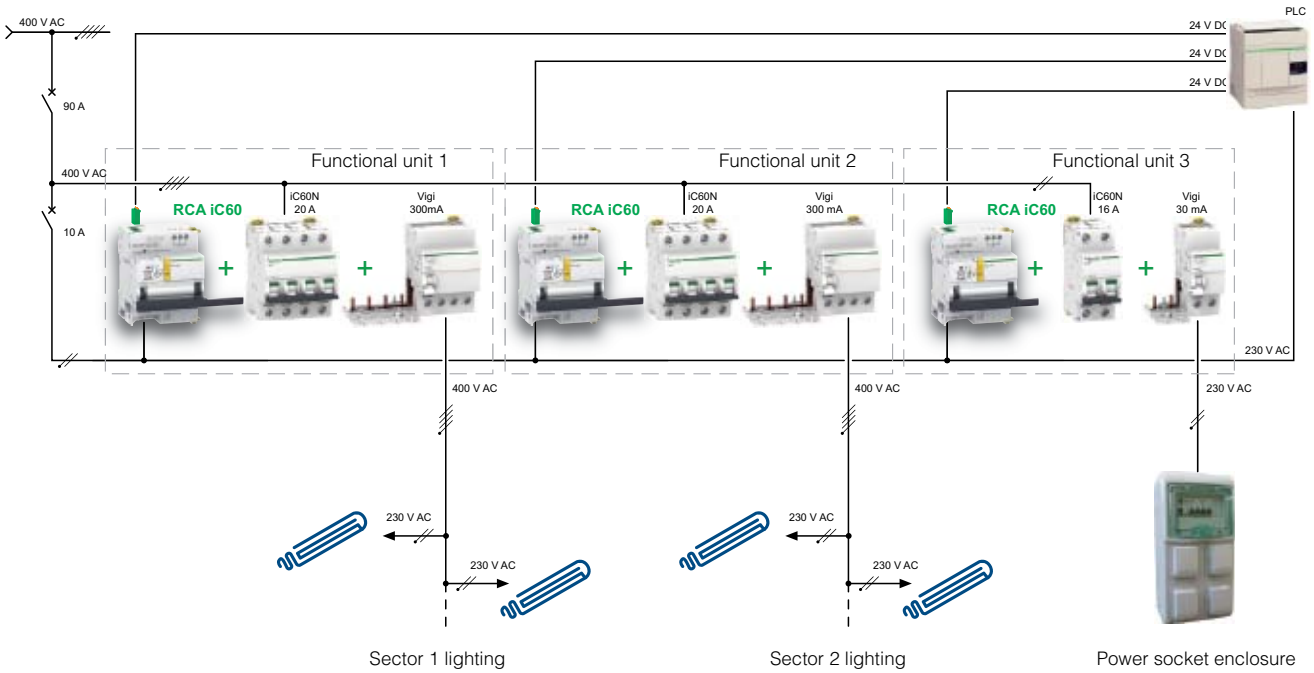 PLC
400 V AC
24 V DC
24 V DC
24 V DC
90 A
Functional unit 1
Functional unit 2
Functional unit 3
400 V AC
iC60N
20 A
Vigi
300mA
iC60N
20 A
Vigi
300 mA
iC60N
16 A
Vigi
30 mA
RCA iC60
RCA iC60
RCA iC60
10 A
+
+
+
+
+
+
230 V AC
400 V AC
400 V AC
230 V AC
230 V AC
230 V AC
230 V AC
230 V AC
Sector 1 lighting
Sector 2 lighting
Power socket enclosure